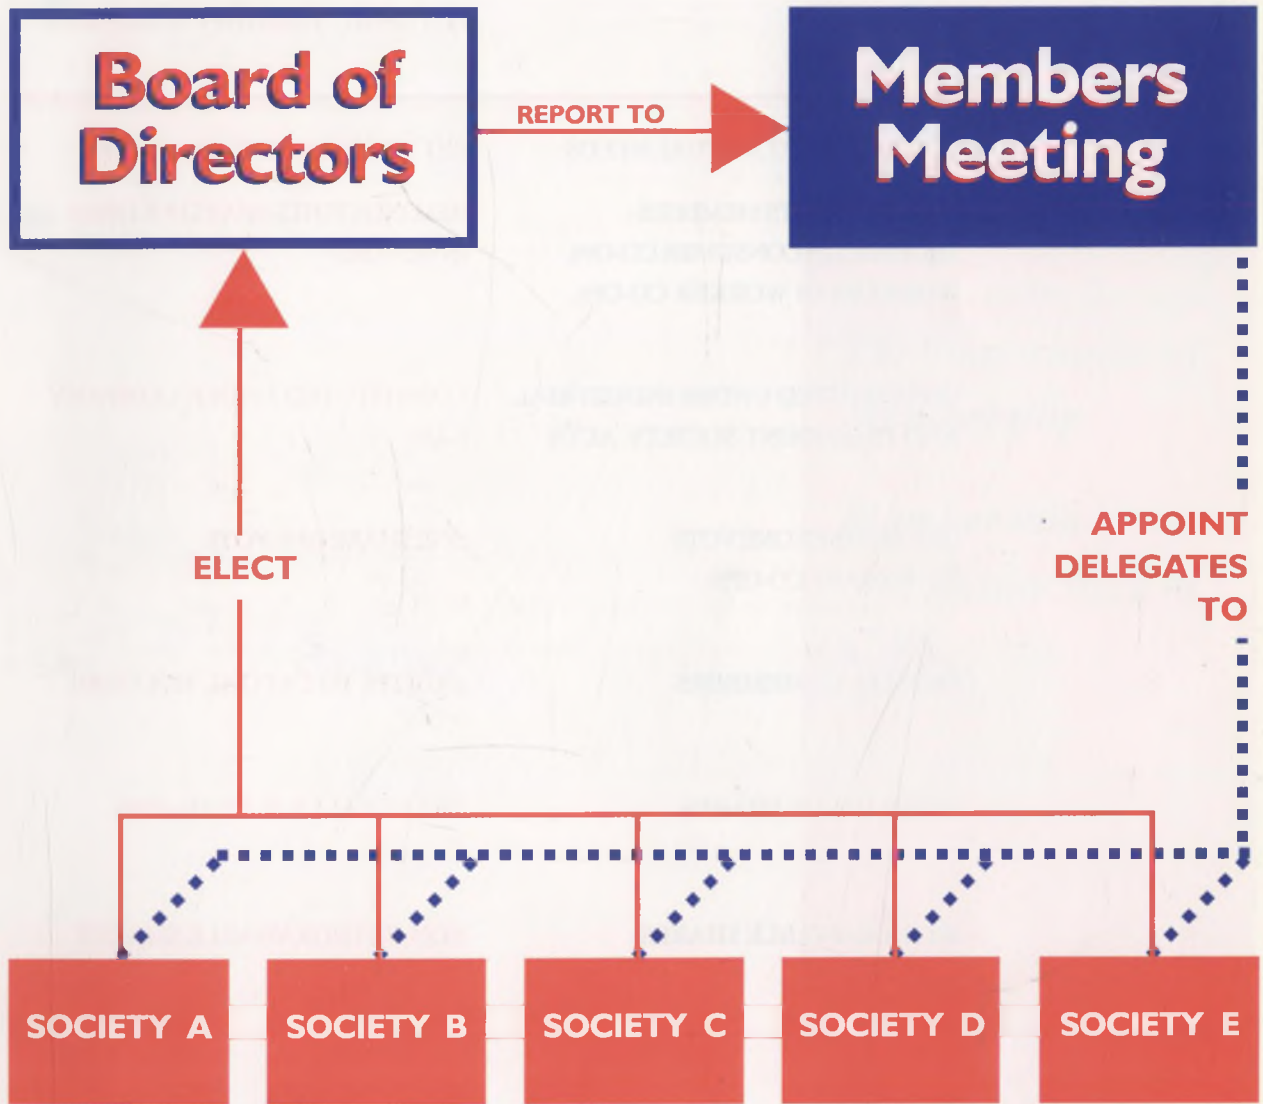 Board of
Directors
REPORT TO
Members
Meeting
ELECT
APPOINT
DELEGATES
TO
SOCIETY A
SOCIETY B
SOCIETY C
SOCIETY D
SOCIETY E